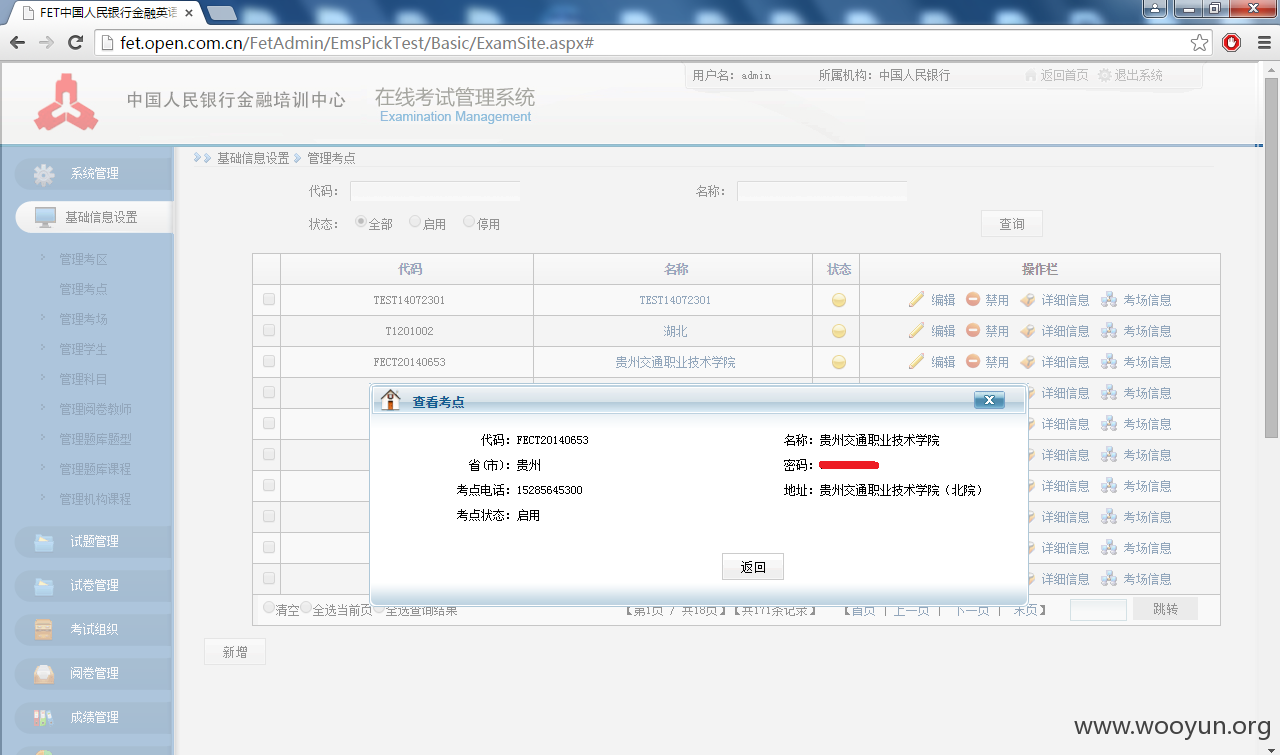 FET中国人民银行金融英语
fet.open.com.cn/FetAdmin/EmsPickTest/Basic/ExamSite.aspx#
中国人民银行金融培训中心 在线考试管理系统
Examination Management
用户名: admin 所属机构: 中国人民银行 返回首页 退出系统
系统管理
基础信息设置
管理考区
管理考点
管理考场
管理学生
管理科目
管理阅卷教师
管理题库题型
管理题库课程
管理机构课程
试题管理
试卷管理
考试组织
阅卷管理
成绩管理
基础信息设置 管理考点
代码: 名称:
状态: 全部 启用 停用 查询
代码 名称 状态 操作栏
TEST14072301 TEST14072301 编辑 禁用 详细信息 考场信息
T1201002 湖北 编辑 禁用 详细信息 考场信息
FECT20140653 贵州交通职业技术学院 编辑 禁用 详细信息 考场信息
详细信息 考场信息
详细信息 考场信息
详细信息 考场信息
详细信息 考场信息
详细信息 考场信息
详细信息 考场信息
详细信息 考场信息
查看考点 X
代码: FECT20140653 名称: 贵州交通职业技术学院
省(市): 贵州 密码:
考点电话: 15285645300 地址: 贵州交通职业技术学院（北院）
考点状态: 启用
返回
清空 全选当前页 全选查询结果 【第1页 / 共18页】【共171条记录】 【首页 | 上一页 | 下一页 | 末页】 跳转
新增
www.wooyun.org